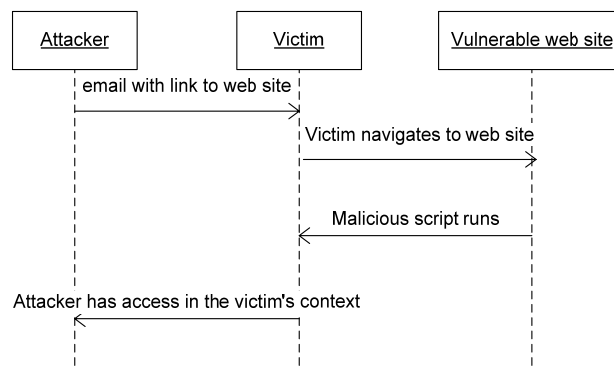 Attacker
Victim
Vulnerable web site
email with link to web site
Victim navigates to web site
Malicious script runs
Attacker has access in the victim's context